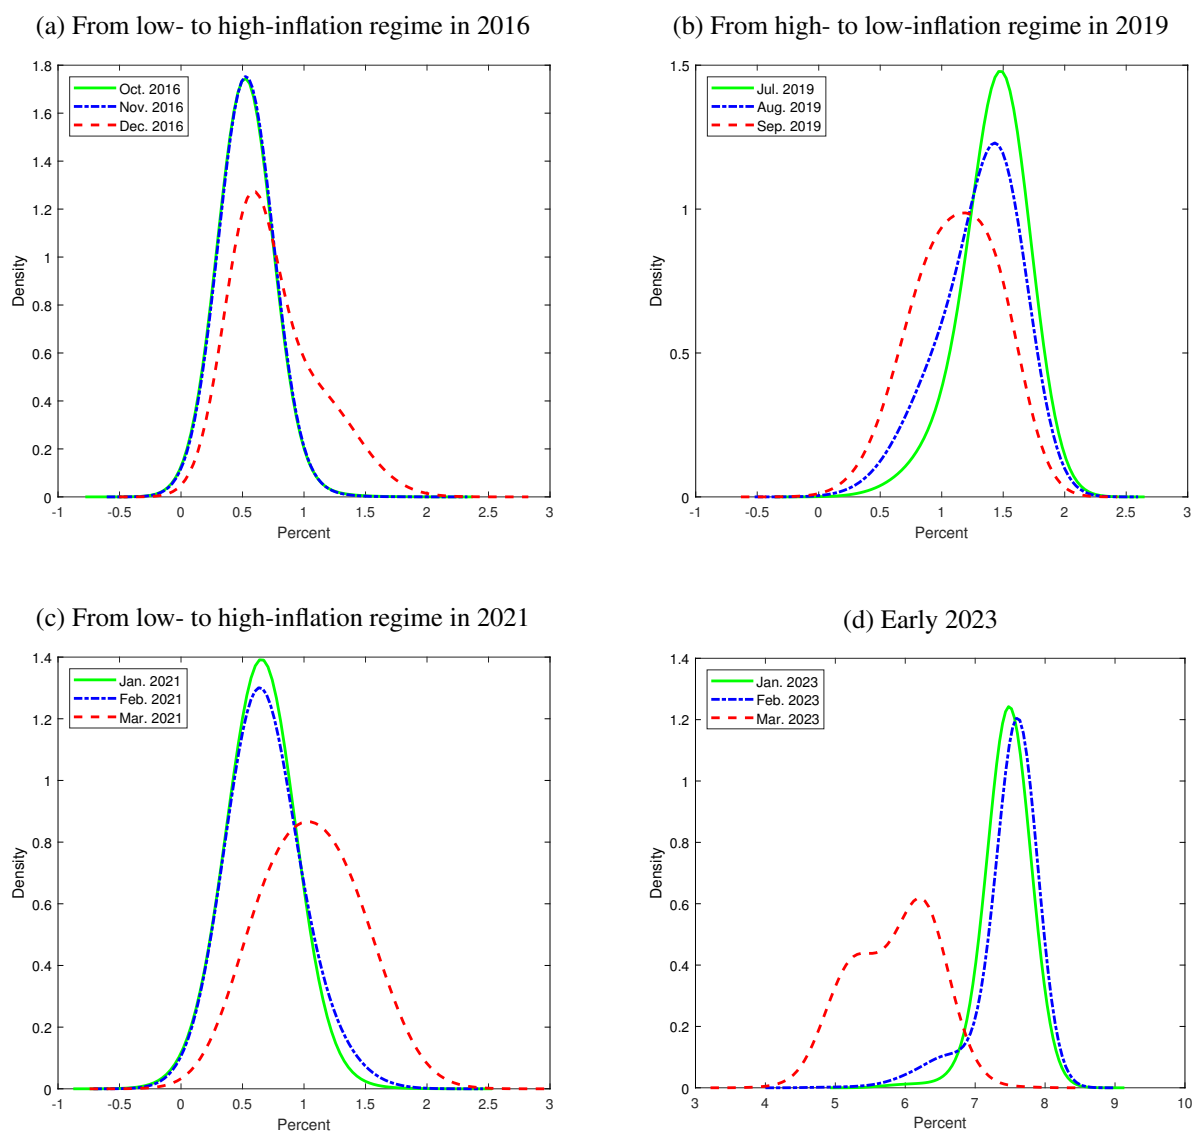 (a) From low- to high-inflation regime in 2016
1.8
1.6
1.4
1.2
1
0.8
0.6
0.4
0.2
0
Density
Oct. 2016
Nov. 2016
Dec. 2016
-1 -0.5 0 0.5 1 1.5 2 2.5 3
Percent
(b) From high- to low-inflation regime in 2019
1.5
1
0.5
0
Density
Jul. 2019
Aug. 2019
Sep. 2019
-1 -0.5 0 0.5 1 1.5 2 2.5 3
Percent
(c) From low- to high-inflation regime in 2021
1.4
1.2
1
0.8
0.6
0.4
0.2
0
Density
Jan. 2021
Feb. 2021
Mar. 2021
-1 -0.5 0 0.5 1 1.5 2 2.5 3
Percent
(d) Early 2023
1.4
1.2
1
0.8
0.6
0.4
0.2
0
Density
Jan. 2023
Feb. 2023
Mar. 2023
3 4 5 6 7 8 9 10
Percent